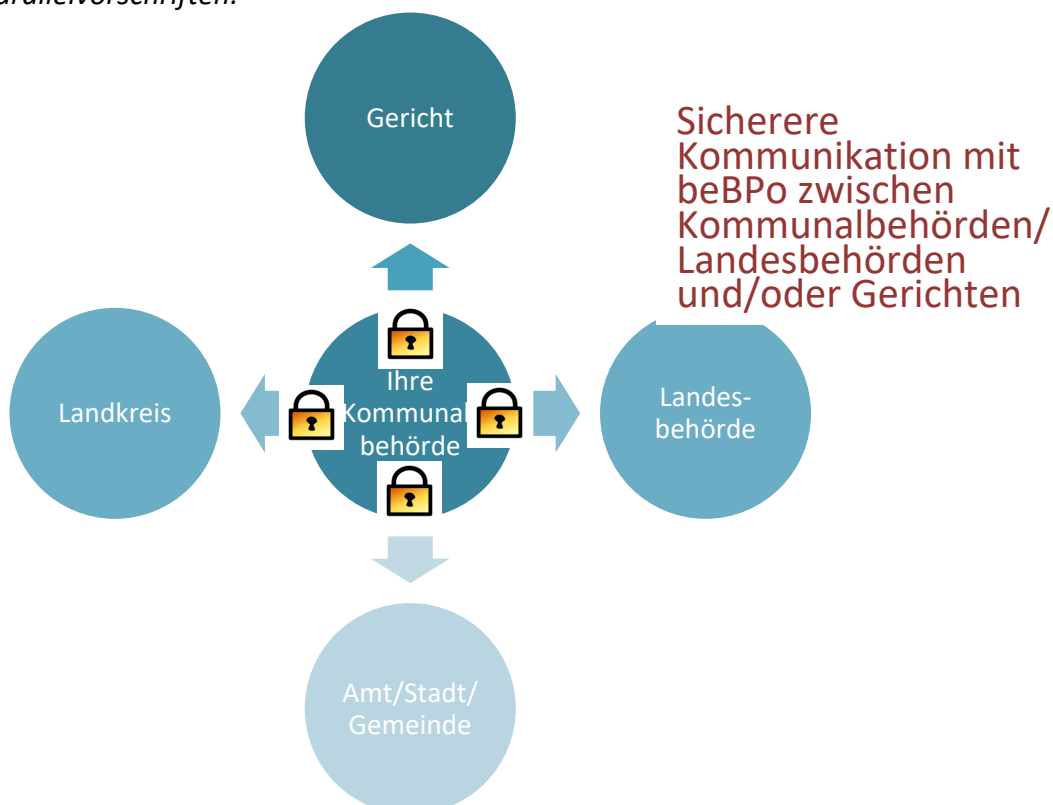 Gericht
Sicherere
Kommunikation mit
beBPo zwischen
Kommunalbehörden/
Landesbehörden
und/oder Gerichten
Ihre
Kommunal
behörde
Landkreis
Landes-
behörde
Amt/Stadt/
Gemeinde